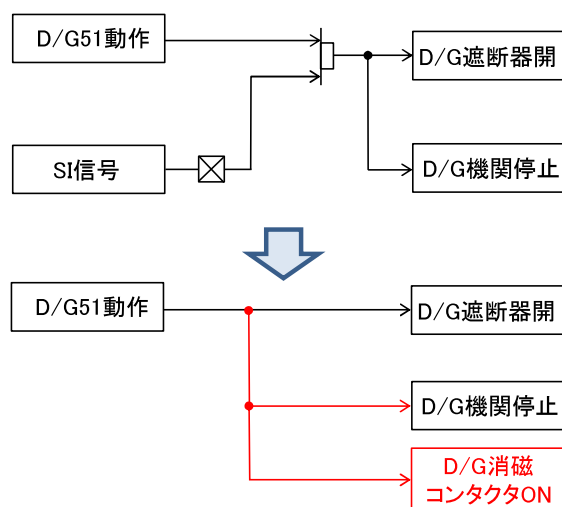 D/G51動作
D/G遮断器開
SI信号
D/G機関停止
D/G51動作
D/G遮断器開
D/G機関停止
D/G消磁
コンタクタON